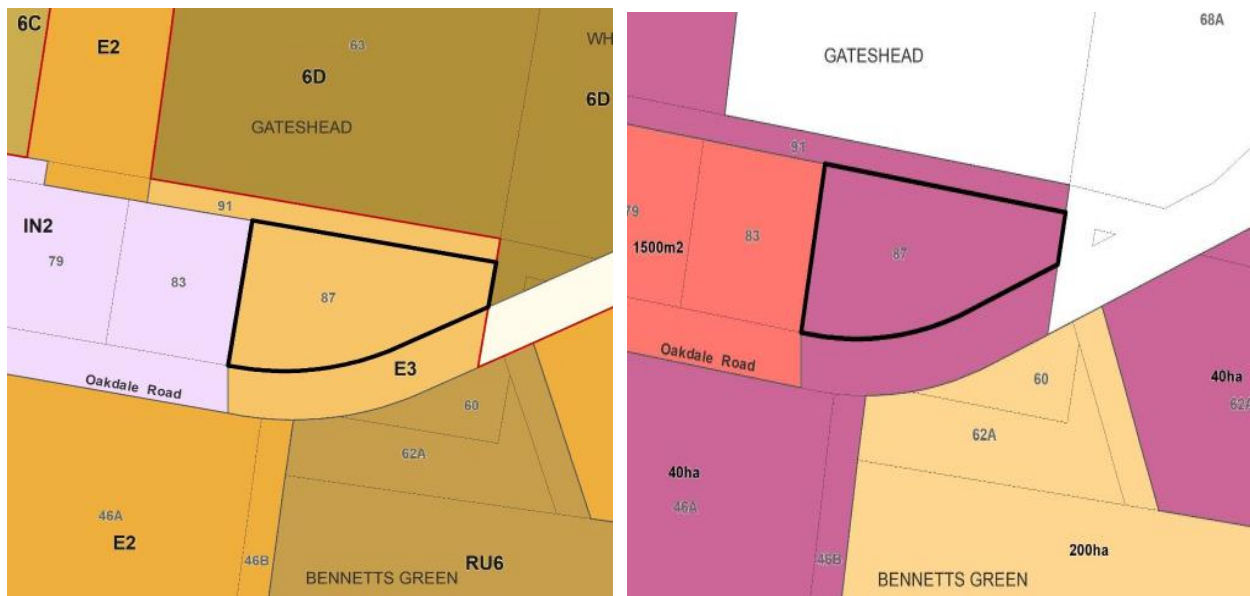 6C
E2
63
WH
6D
6D
GATESHEAD
91
IN2
79
83
87
Oakdale Road
E3
60
62A
46A
E2
46B
RU6
BENNETTS GREEN
68A
GATESHEAD
91
79
1500m2
83
87
Oakdale Road
60
40ha
62A
62A
40ha
46A
46B
200ha
BENNETTS GREEN